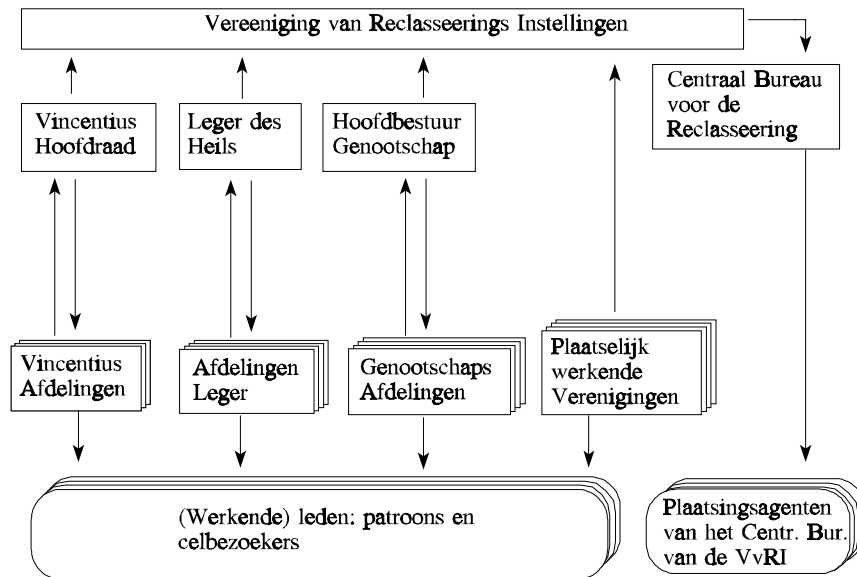 Vereeniging van Reclasseerings Instellingen
Vincentius
Hoofdraad
Leger des
Heils
Hoofdbestuur
Genootschap
Centraal Bureau
voor de
Reclasseering
Vincentius
Afdelingen
Afdelingen
Leger
Genootschaps
Afdelingen
Plaatselijk
werkende
Verenigingen
(Werkende) leden; patroons en
celbezoekers
Plaatsingsagenten
van het Centr. Bur.
van de VvRI